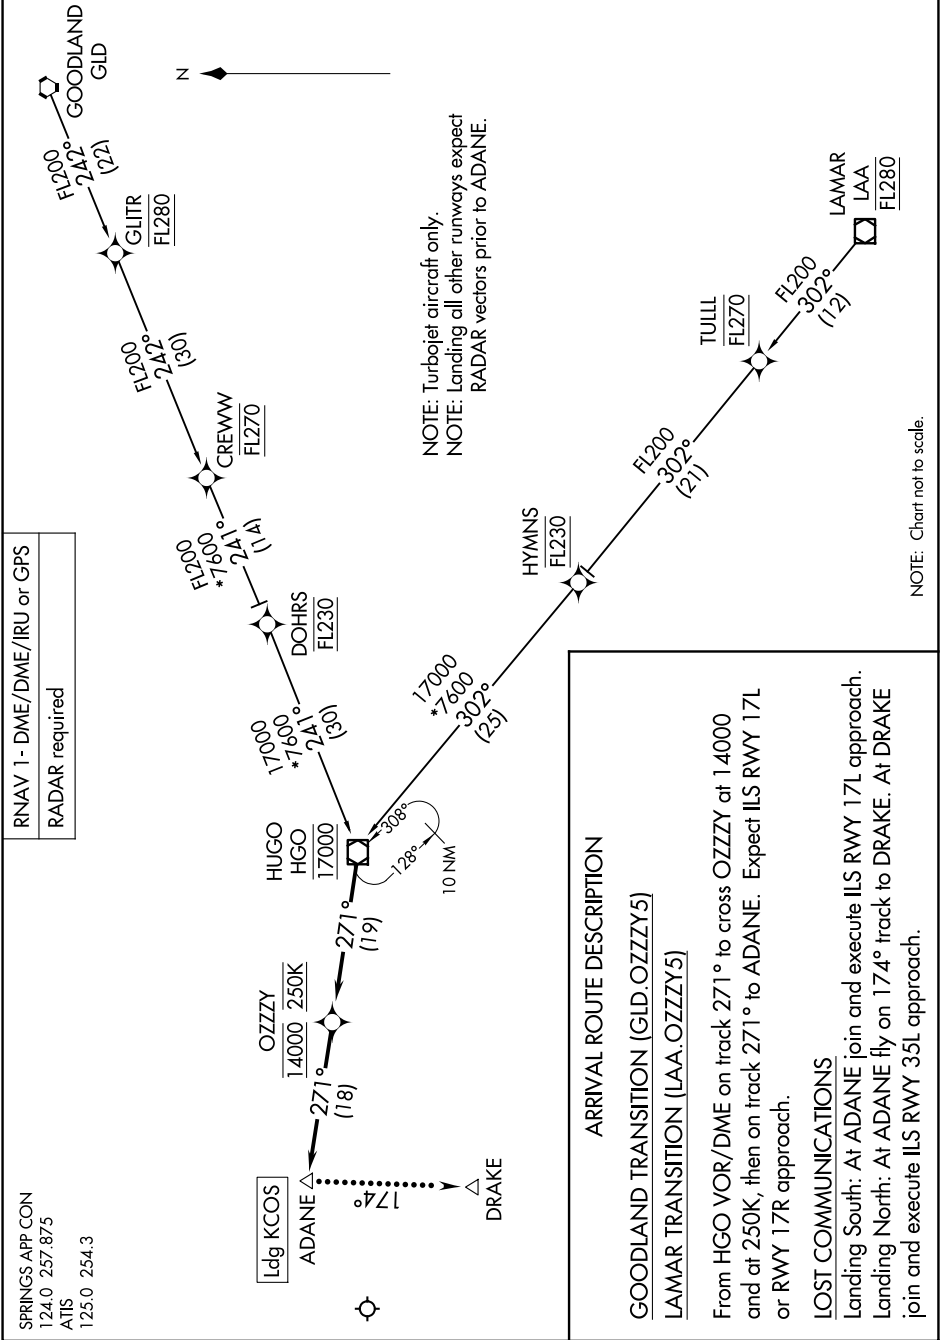 SPRINGS APP CON
124.0 257.875
ATIS
125.0 254.3
RNAV 1- DME/DME/IRU or GPS
RADAR required
GOODLAND
GLD
N
FL200
242°
(22)
GLITR
FL280
FL200
242°
(30)
CREWW
FL270
FL200
*7600
241°
(14)
DOHRS
FL230
17000
*7600
241°
(30)
HUGO
HGO
17000
308°
128°
10 NM
271°
(19)
OZZZY
14000 250K
271°
(18)
Ldg KCOS
ADANE
174°
DRAKE
NOTE: Turbojet aircraft only.
NOTE: Landing all other runways expect
RADAR vectors prior to ADANE.
LAMAR
LAA
FL280
FL200
302°
(12)
TULLL
FL270
FL200
302°
(21)
HYMNS
FL230
17000
*7600
302°
(25)
NOTE: Chart not to scale.
ARRIVAL ROUTE DESCRIPTION
GOODLAND TRANSITION (GLD.OZZZY5)
LAMAR TRANSITION (LAA.OZZZY5)
From HGO VOR/DME on track 271° to cross OZZZY at 14000
and at 250K, then on track 271° to ADANE. Expect ILS RWY 17L
or RWY 17R approach.
LOST COMMUNICATIONS
Landing South: At ADANE join and execute ILS RWY 17L approach.
Landing North: At ADANE fly on 174° track to DRAKE. At DRAKE
join and execute ILS RWY 35L approach.